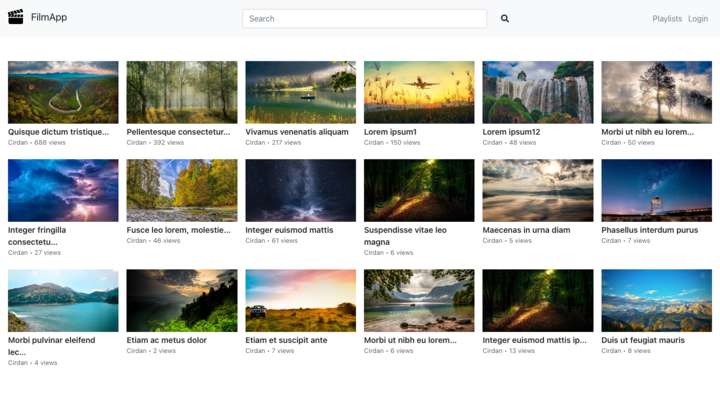 FilmApp
Search
Playlists Login
Quisque dictum tristique...
Cirdan • 688 views
Pellentesque consectetur...
Cirdan • 392 views
Vivamus venenatis aliquam
Cirdan • 217 views
Lorem ipsum1
Cirdan • 150 views
Lorem ipsum12
Cirdan • 48 views
Morbi ut nibh eu lorem...
Cirdan • 50 views
Integer fringilla
consectetu...
Cirdan • 27 views
Fusce leo lorem, molestie...
Cirdan • 46 views
Integer euismod mattis
Cirdan • 61 views
Suspendisse vitae leo
magna
Cirdan • 6 views
Maecenas in urna diam
Cirdan • 5 views
Phasellus interdum purus
Cirdan • 7 views
Morbi pulvinar eleifend
lec...
Cirdan • 4 views
Etiam ac metus dolor
Cirdan • 2 views
Etiam et suscipit ante
Cirdan • 7 views
Morbi ut nibh eu lorem...
Cirdan • 6 views
Integer euismod mattis ip...
Cirdan • 13 views
Duis ut feugiat mauris
Cirdan • 8 views